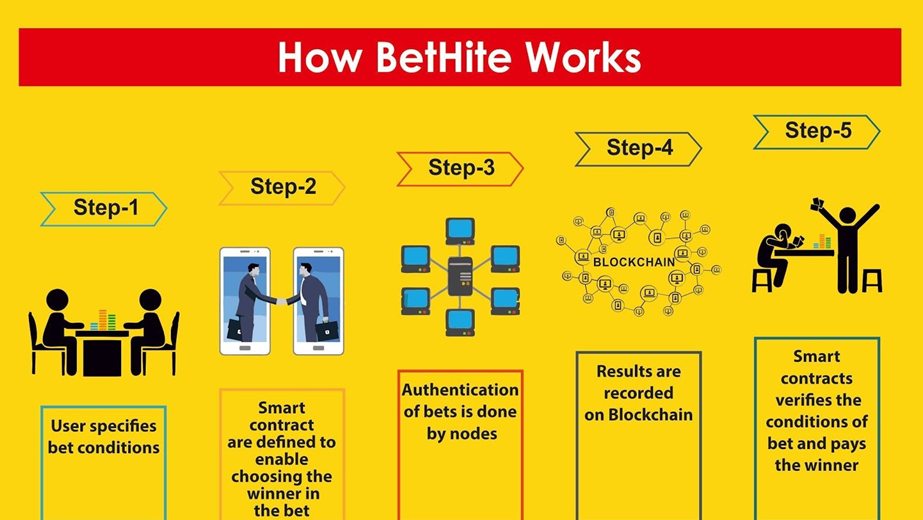 How BetHite Works
Step-1
User specifies
bet conditions
Step-2
Smart
contract
are defined to
enable
choosing the
winner in
the bet
Step-3
Authentication
of bets is done
by nodes
Step-4
BLOCKCHAIN
Results are
recorded
on Blockchain
Step-5
Smart
contracts
verifies the
conditions of
bet and pays
the winner